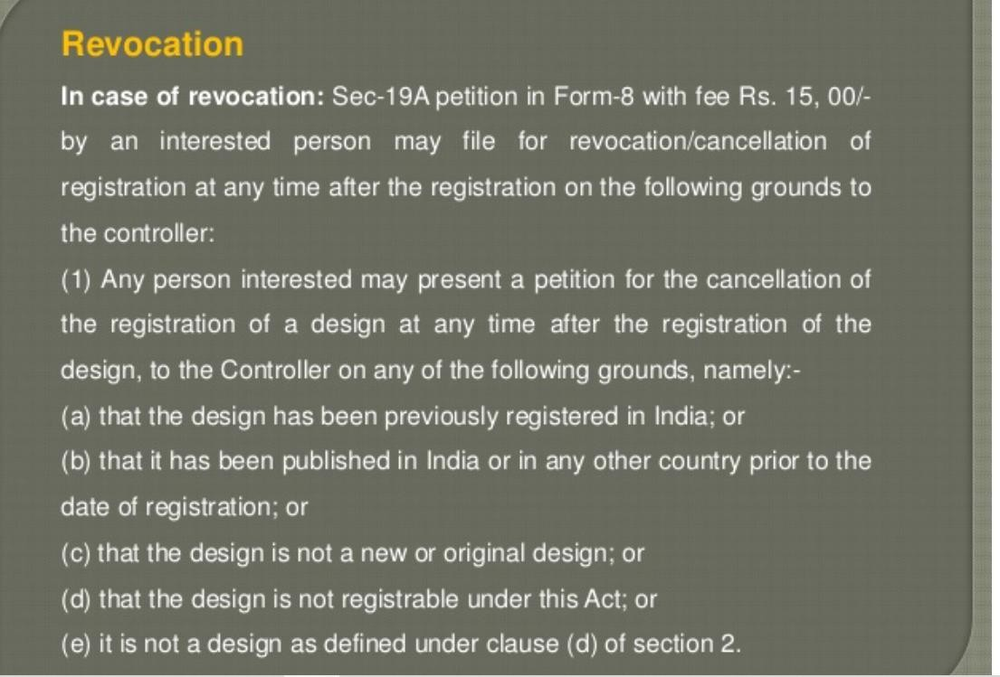 Revocation
In case of revocation: Sec-19A petition in Form-8 with fee Rs. 15, 00/-
by an interested person may file for revocation/cancellation of
registration at any time after the registration on the following grounds to
the controller:
(1) Any person interested may present a petition for the cancellation of
the registration of a design at any time after the registration of the
design, to the Controller on any of the following grounds, namely:-
(a) that the design has been previously registered in India; or
(b) that it has been published in India or in any other country prior to the
date of registration; or
(c) that the design is not a new or original design; or
(d) that the design is not registrable under this Act; or
(e) it is not a design as defined under clause (d) of section 2.